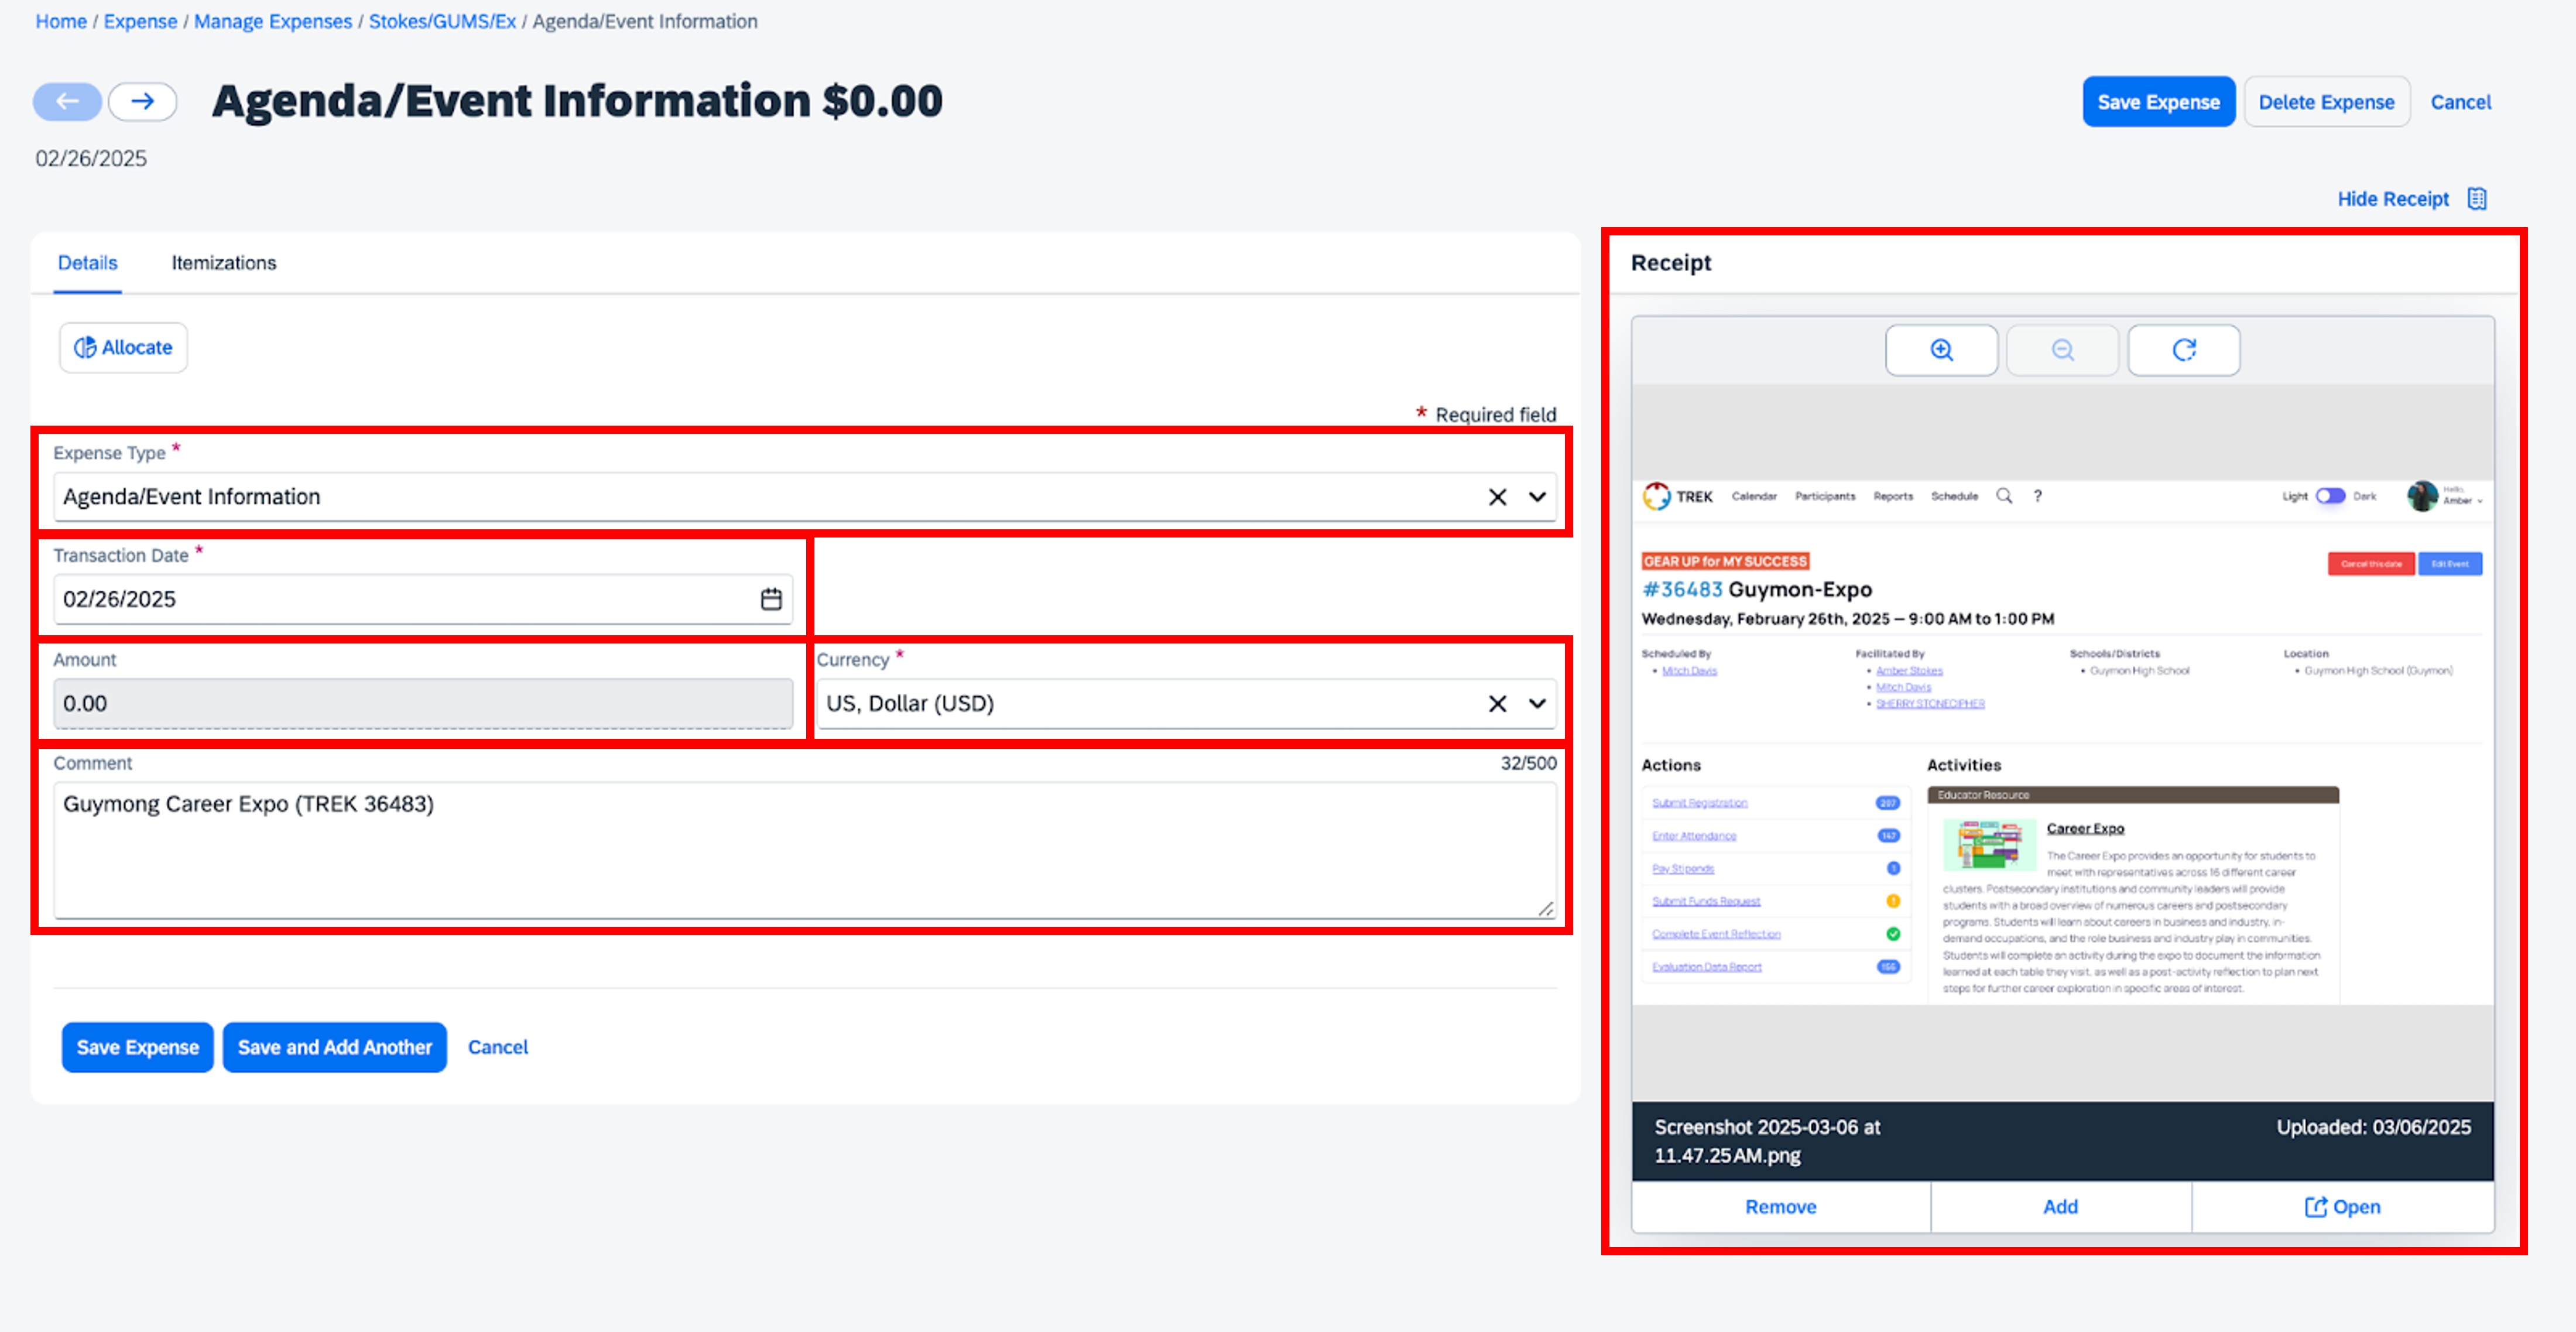 Home / Expense / Manage Expenses / Stokes/GUMS/Ex / Agenda/Event Information
Agenda/Event Information $0.00
Save Expense Delete Expense Cancel
02/26/2025
Hide Receipt
Details Itemizations
Allocate
* Required field
Expense Type *
Agenda/Event Information
Transaction Date *
02/26/2025
Amount
0.00
Currency *
US, Dollar (USD)
Comment 32/500
Guymong Career Expo (TREK 36483)
Save Expense Save and Add Another Cancel
Receipt
TREK Calendar Participants Reports Schedule ? Light Dark Hello, Amber
GEAR UP for MY SUCCESS
Cancel this date Edit Event
#36483 Guymon-Expo
Wednesday, February 26th, 2025 – 9:00 AM to 1:00 PM
Scheduled By
• Mitch Davis
Facilitated By
• Amber Stokes
• Mitch Davis
• SHERRY STONECIPHER
Schools/Districts
• Guymon High School
Location
• Guymon High School (Guymon)
Actions
Submit Registration 207
Enter Attendance 147
Pay Stipends 1
Submit Funds Request 1
Complete Event Reflection
Evaluation Data Report 155
Activities
Educator Resource
Career Expo
The Career Expo provides an opportunity for students to
meet with representatives across 16 different career
clusters. Postsecondary institutions and community leaders will provide
students with a broad overview of numerous careers and postsecondary
programs. Students will learn about careers in business and industry, in-
demand occupations, and the role business and industry play in communities.
Students will complete an activity during the expo to document the information
learned at each table they visit, as well as a post-activity reflection to plan next
steps for further career exploration in specific areas of interest.
Screenshot 2025-03-06 at
11.47.25 AM.png
Uploaded: 03/06/2025
Remove Add Open